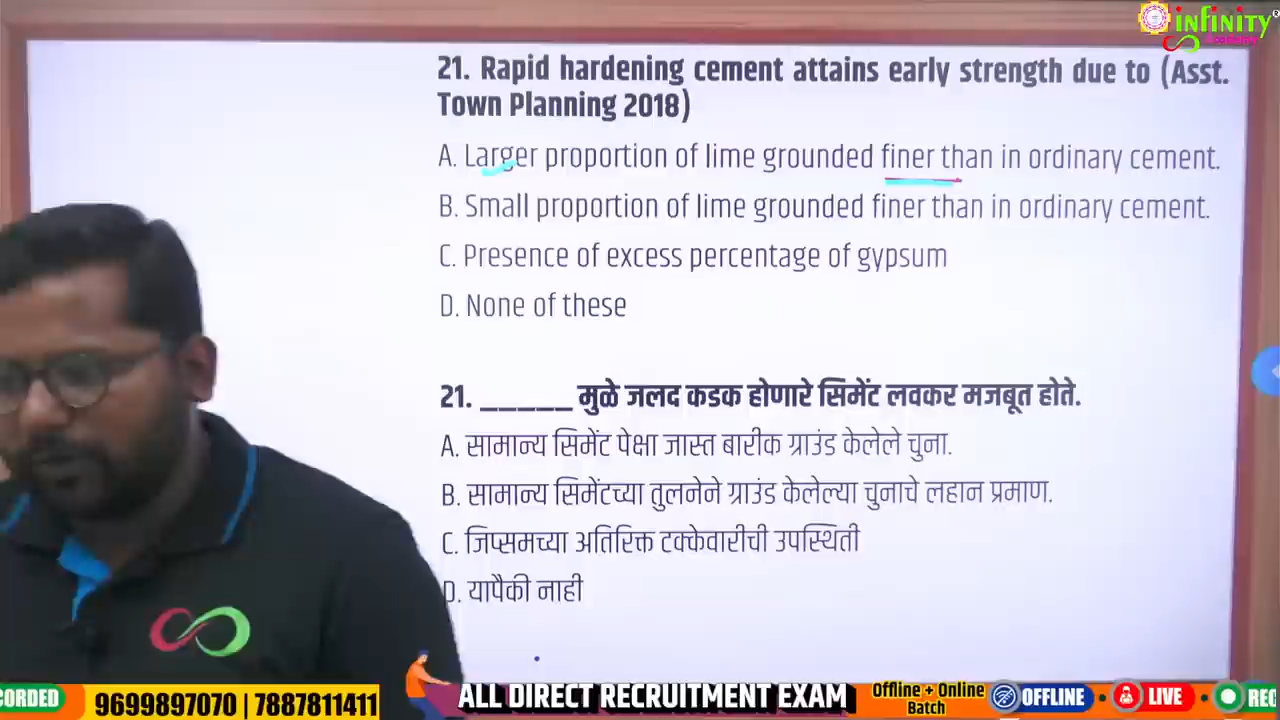 infinity
21. Rapid hardening cement attains early strength due to (Asst.
Town Planning 2018)
A. Larger proportion of lime grounded finer than in ordinary cement.
B. Small proportion of lime grounded finer than in ordinary cement.
C. Presence of excess percentage of gypsum
D. None of these
21. _____ मुळे जलद कडक होणारे सिमेंट लवकर मजबूत होते.
A. सामान्य सिमेंट पेक्षा जास्त बारीक ग्राउंड केलेले चुना.
B. सामान्य सिमेंटच्या तुलनेने ग्राउंड केलेल्या चुनाचे लहान प्रमाण.
C. जिप्समच्या अतिरिक्त टक्केवारीची उपस्थिती
D. यापैकी नाही
CORDED 9699897070 | 7887811411 ALL DIRECT RECRUITMENT EXAM Offline + Online Batch OFFLINE • LIVE • REC